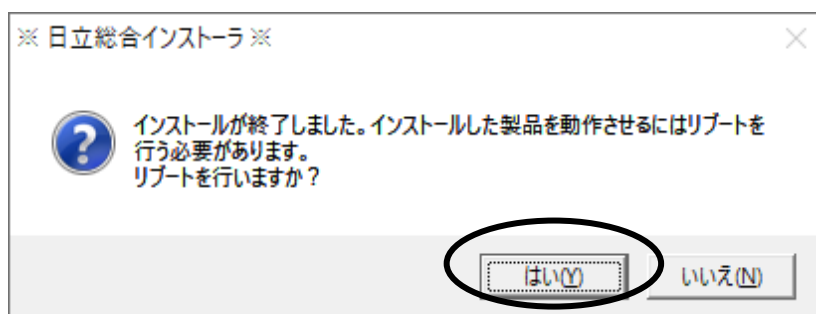 ※ 日立総合インストーラ ※
インストールが終了しました。インストールした製品を動作させるにはリブートを
行う必要があります。
リブートを行いますか？
はい(Y) いいえ(N)